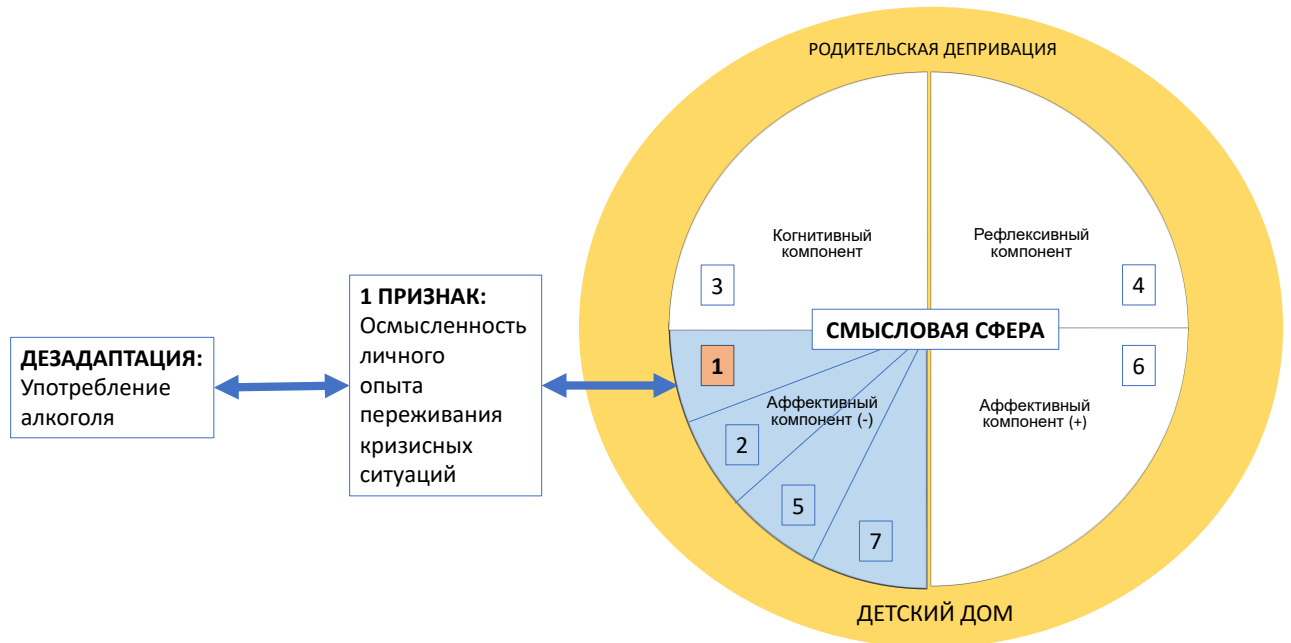 РОДИТЕЛЬСКАЯ ДЕПРИВАЦИЯ
Когнитивный
компонент
Рефлексивный
компонент
3
4
СМЫСЛОВАЯ СФЕРА
1
6
Аффективный
компонент (-)
Аффективный
компонент (+)
2
5
7
ДЕТСКИЙ ДОМ
1 ПРИЗНАК:
Осмысленность
личного
опыта
переживания
кризисных
ситуаций
ДЕЗАДАПТАЦИЯ:
Употребление
алкоголя